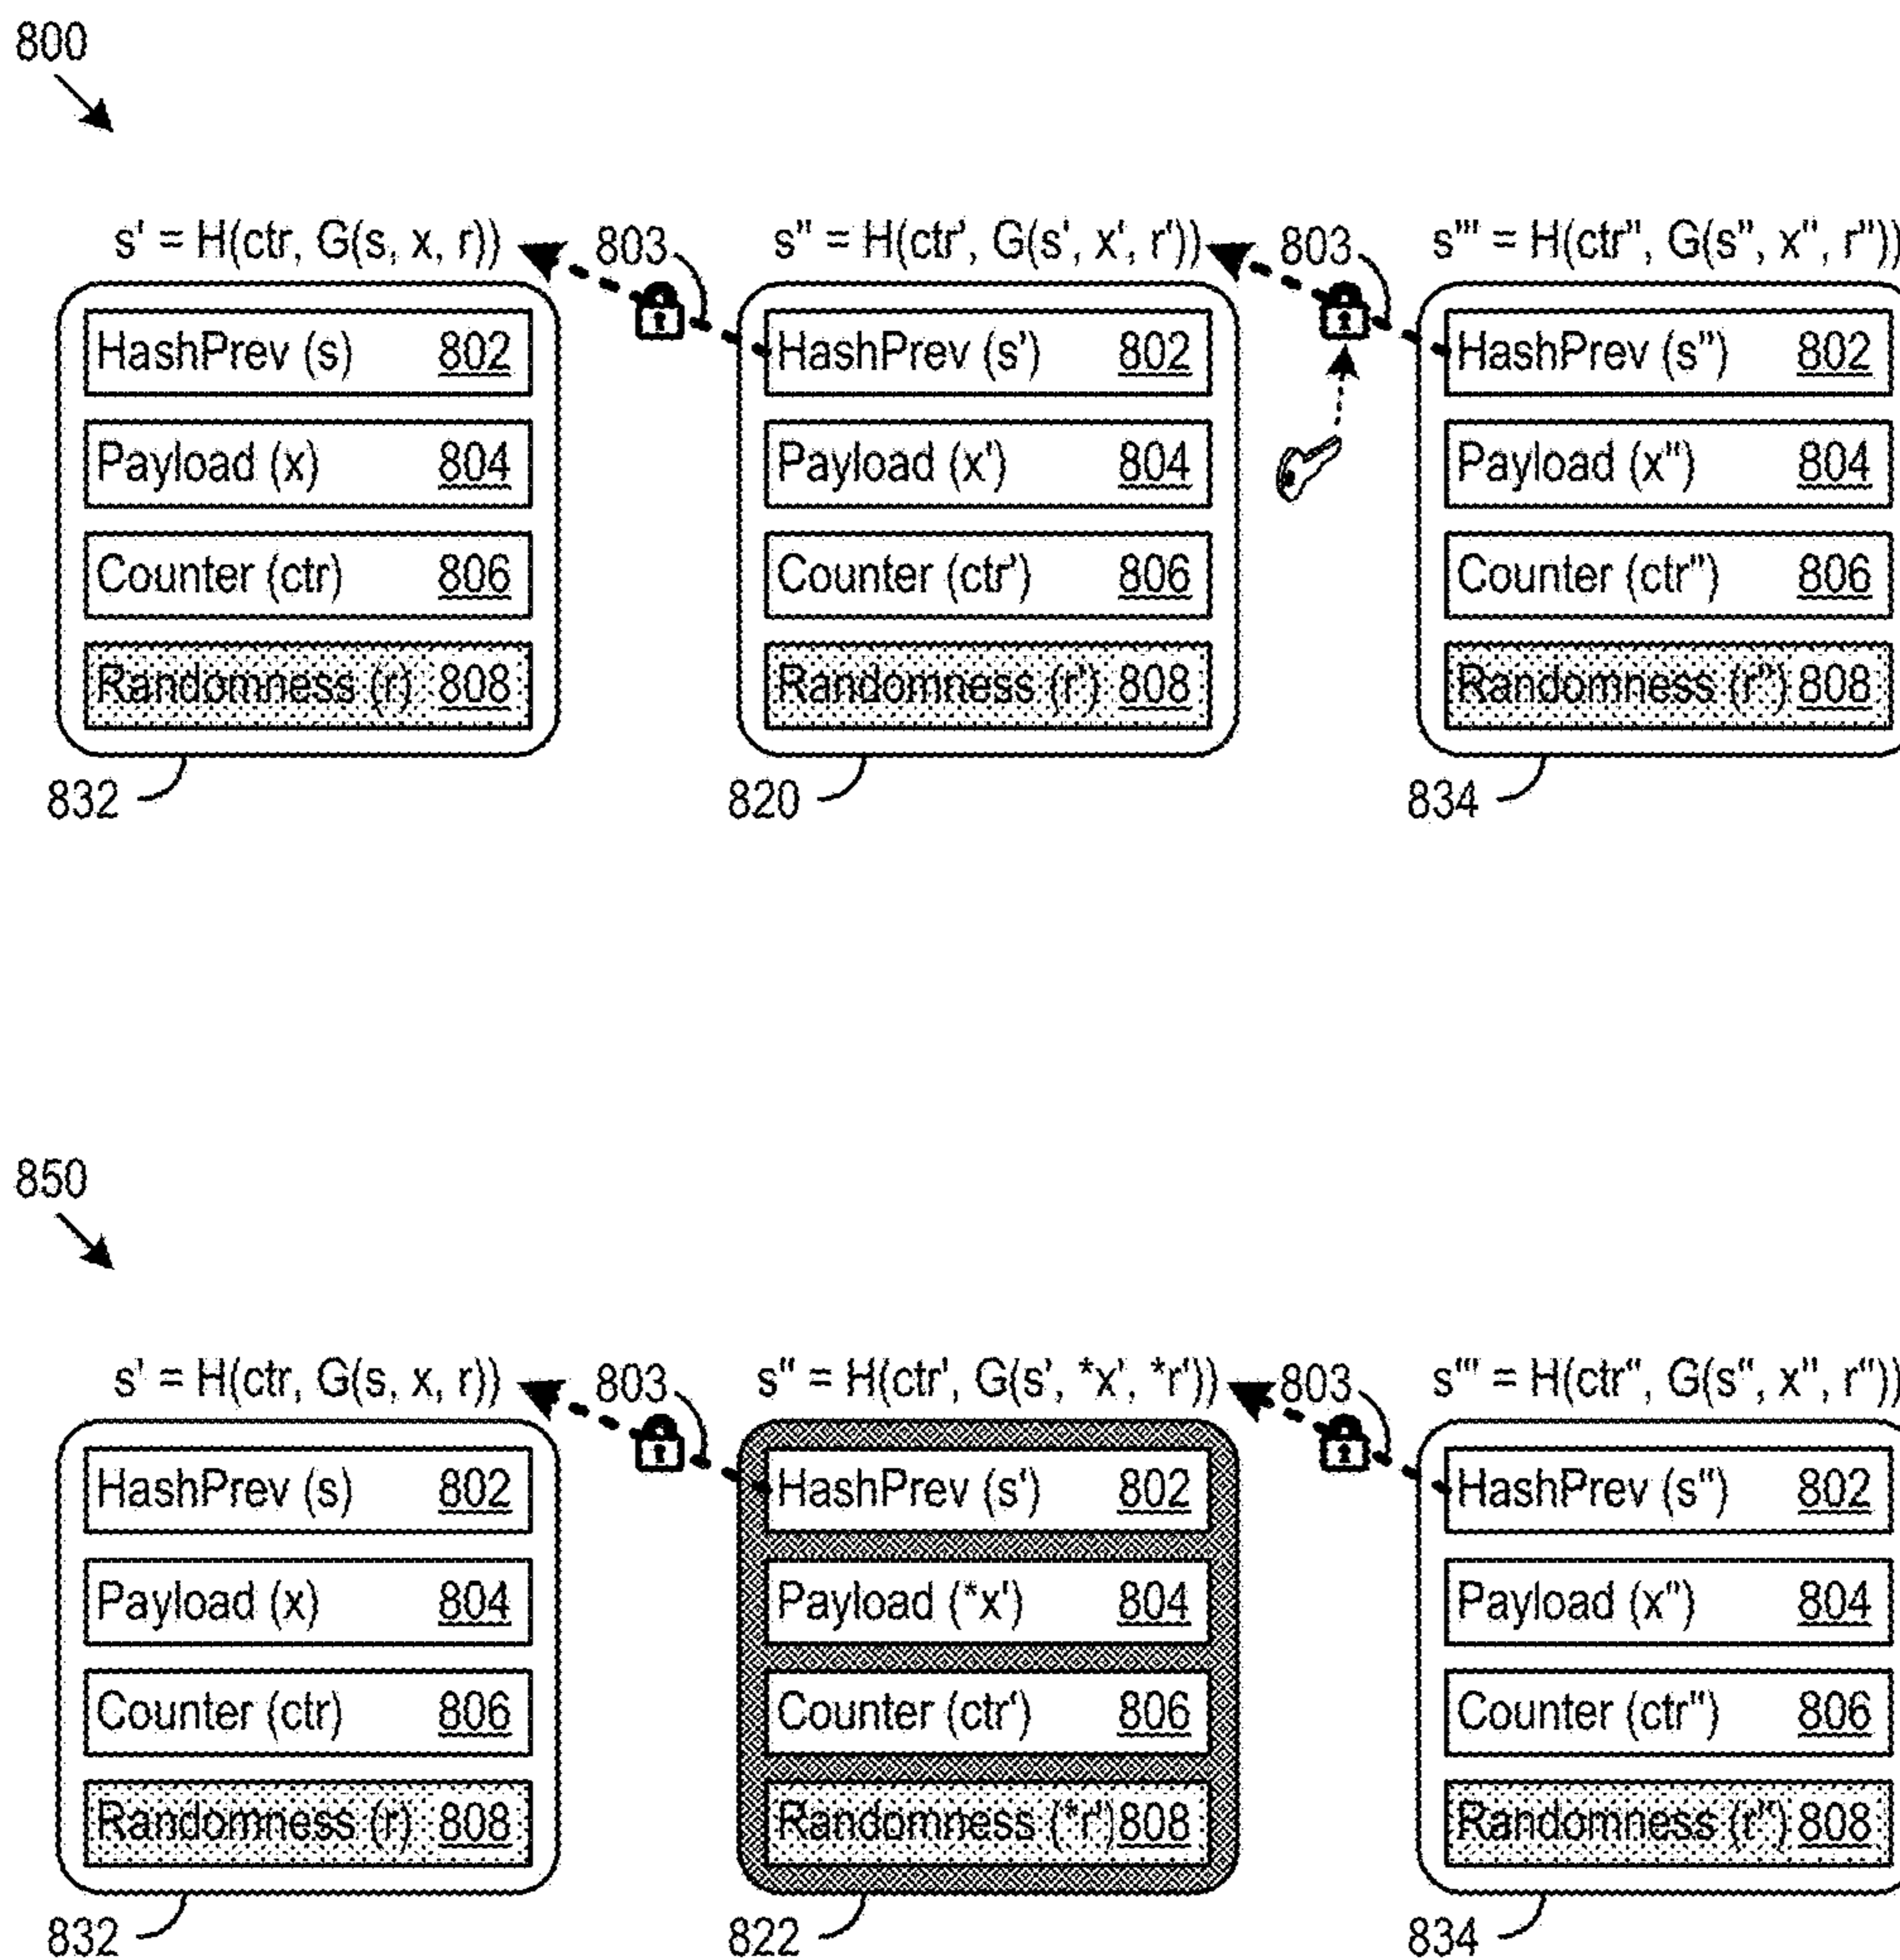 800
s' = H(ctr, G(s, x, r)) 803 s" = H(ctr', G(s', x', r')) 803 s''' = H(ctr", G(s", x", r"))
HashPrev (s) 802 HashPrev (s') 802 HashPrev (s") 802
Payload (x) 804 Payload (x') 804 Payload (x") 804
Counter (ctr) 806 Counter (ctr') 806 Counter (ctr") 806
Randomness (r) 808 Randomness (r') 808 Randomness (r") 808
832 820 834
850
s' = H(ctr, G(s, x, r)) 803 s" = H(ctr', G(s', *x', *r')) 803 s''' = H(ctr", G(s", x", r"))
HashPrev (s) 802 HashPrev (s') 802 HashPrev (s") 802
Payload (x) 804 Payload (*x') 804 Payload (x") 804
Counter (ctr) 806 Counter (ctr') 806 Counter (ctr") 806
Randomness (r) 808 Randomness (*r') 808 Randomness (r") 808
832 822 834